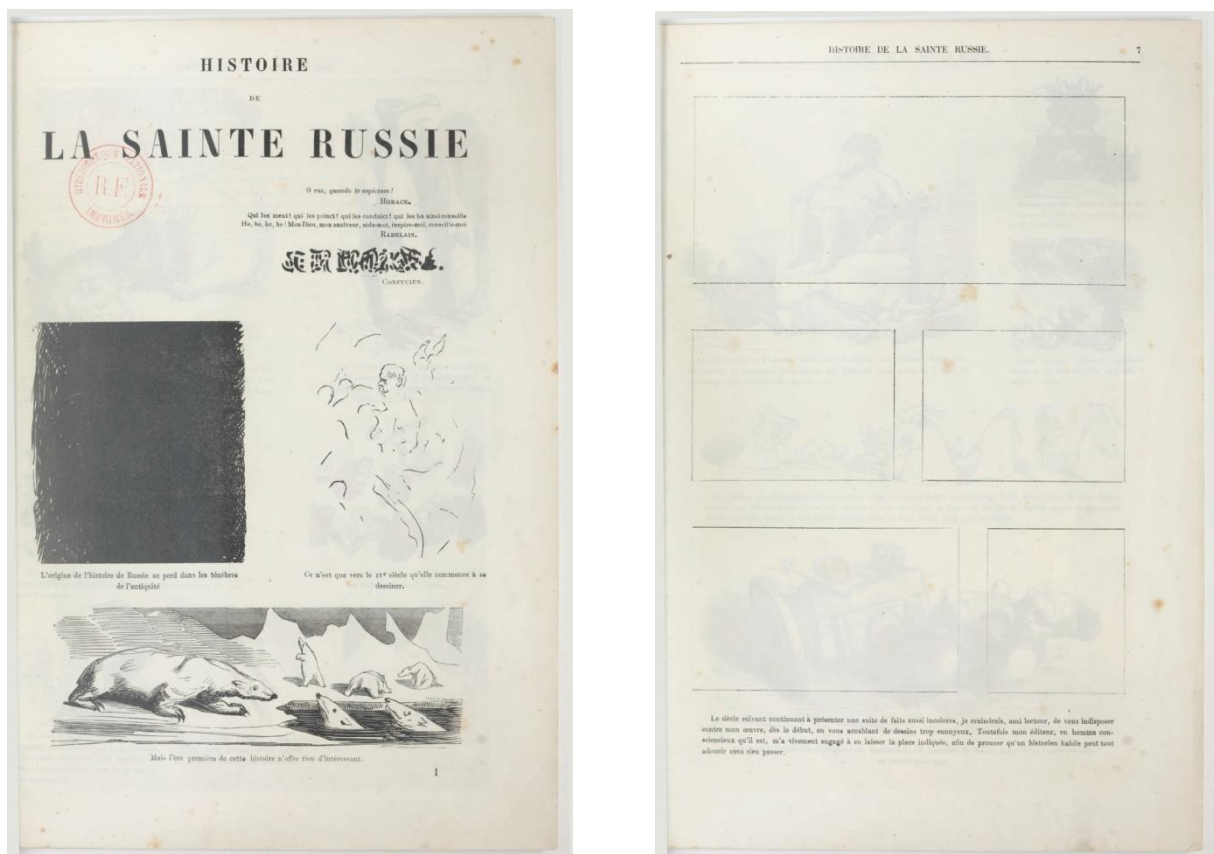 HISTOIRE
DE
LA SAINTE RUSSIE
BIBLIOTHÈQUE NATIONALE
R.F.
IMPRIMÉS
O rus, quando te aspiciam!
HORACE.
Qui les meut? qui les poinct? qui les conduict? qui les ha ainsi conseillé
Ho, ho, ho, ho! Mon Dieu, mon saulveur, aide-moi, inspire-moi, conseille-moi
RABELAIS.
CONFUCIUS.
L'origine de l'histoire de Russie se perd dans les ténèbres
de l'antiquité
Ce n'est que vers le IVe siècle qu'elle commence à se
dessiner.
Mais l'ère première de cette histoire n'offre rien d'intéressant.
1
HISTOIRE DE LA SAINTE RUSSIE.
7
Le siècle suivant continuant à présenter une suite de faits aussi incolores, je craindrais, ami lecteur, de vous indisposer
contre mon œuvre, dès le début, en vous accablant de dessins trop ennuyeux. Toutefois mon éditeur, en homme con-
sciencieux qu'il est, m'a vivement engagé à en laisser la place indiquée, afin de prouver qu'un historien habile peut tout
adoucir sans rien passer.